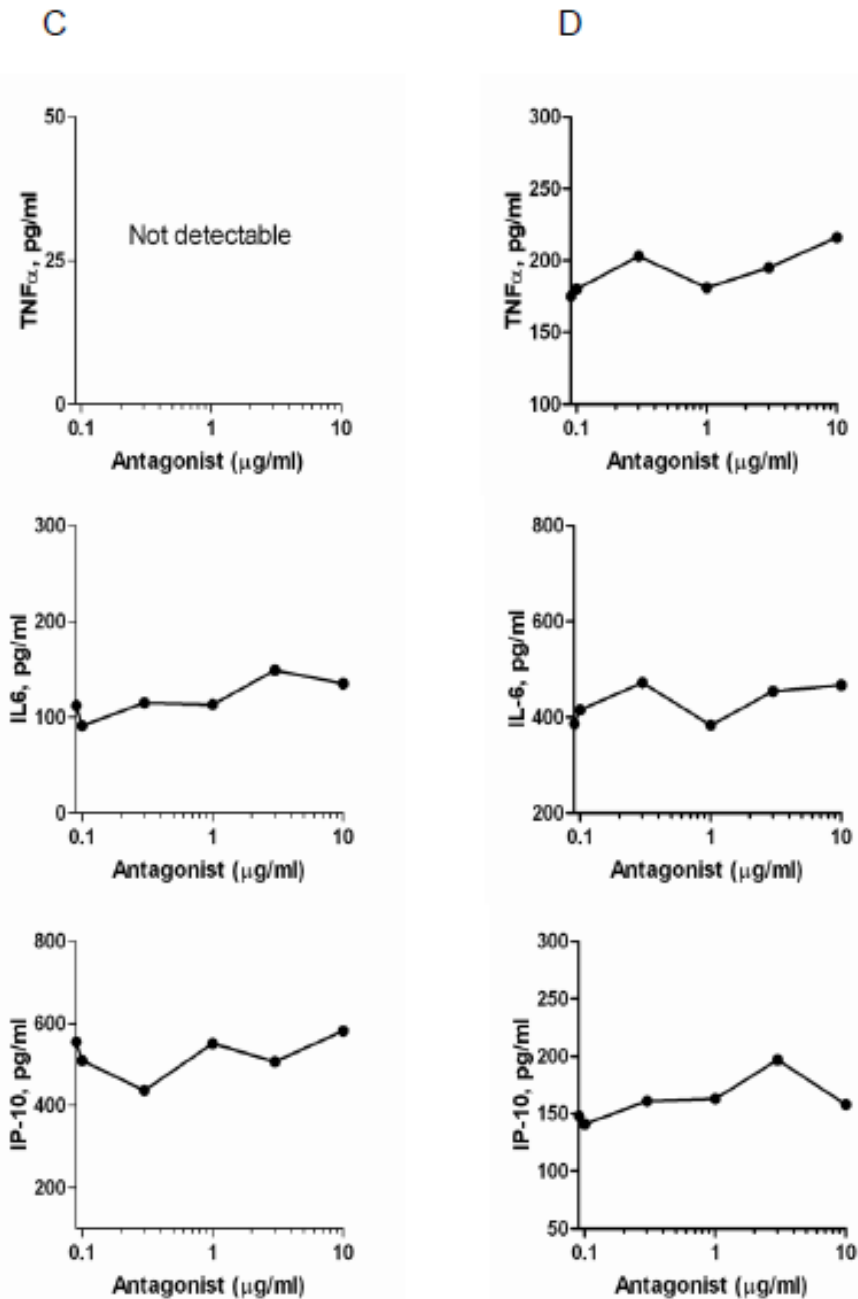 C
D
50
25
0
TNFα, pg/ml
Not detectable
0.1 1 10
Antagonist (μg/ml)
300
250
200
150
100
TNFα, pg/ml
0.1 1 10
Antagonist (μg/ml)
300
200
100
0
IL6, pg/ml
0.1 1 10
Antagonist (μg/ml)
800
600
400
200
IL-6, pg/ml
0.1 1 10
Antagonist (μg/ml)
800
600
400
200
IP-10, pg/ml
0.1 1 10
Antagonist (μg/ml)
300
250
200
150
100
50
IP-10, pg/ml
0.1 1 10
Antagonist (μg/ml)